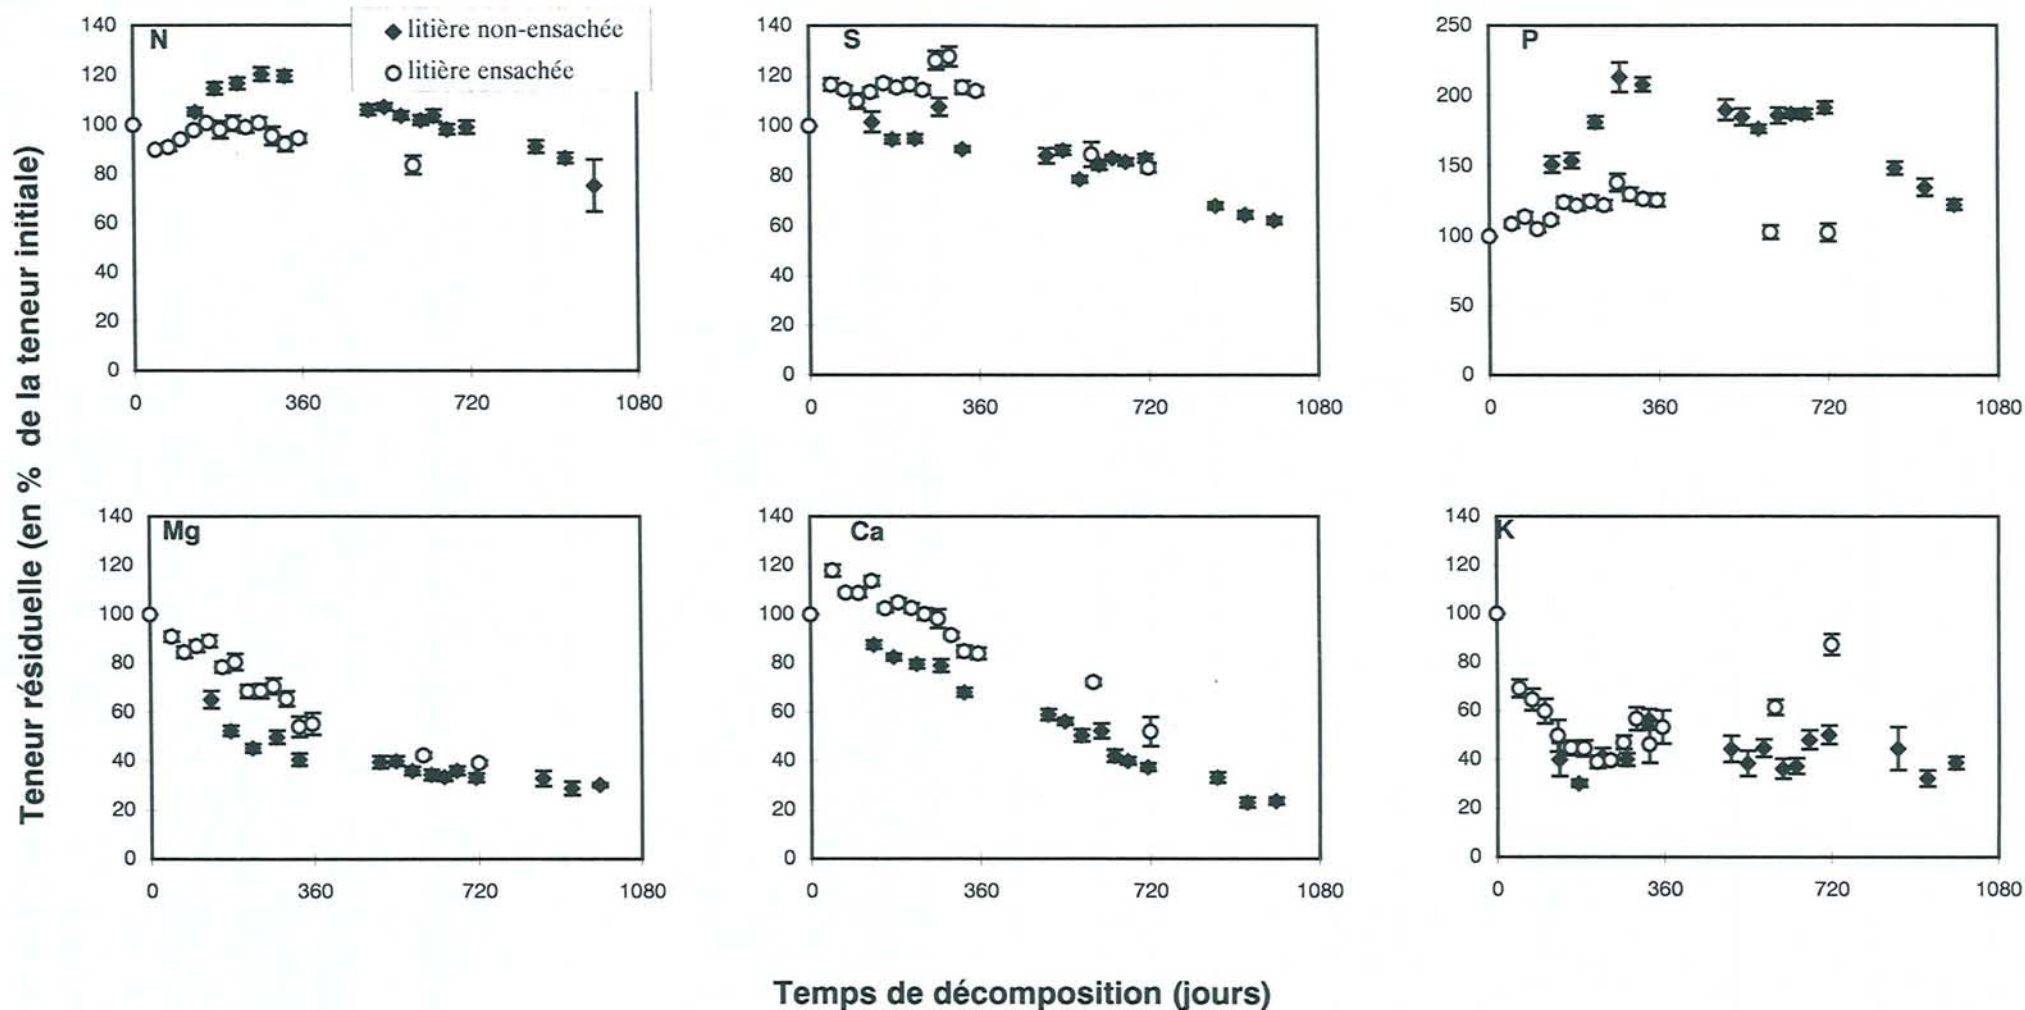 Teneur résiduelle (en % de la teneur initiale)
N
litière non-ensachée
litière ensachée
140
120
100
80
60
40
20
0
0 360 720 1080
S
140
120
100
80
60
40
20
0
0 360 720 1080
P
250
200
150
100
50
0
0 360 720 1080
Mg
140
120
100
80
60
40
20
0
0 360 720 1080
Ca
140
120
100
80
60
40
20
0
0 360 720 1080
K
140
120
100
80
60
40
20
0
0 360 720 1080
Temps de décomposition (jours)